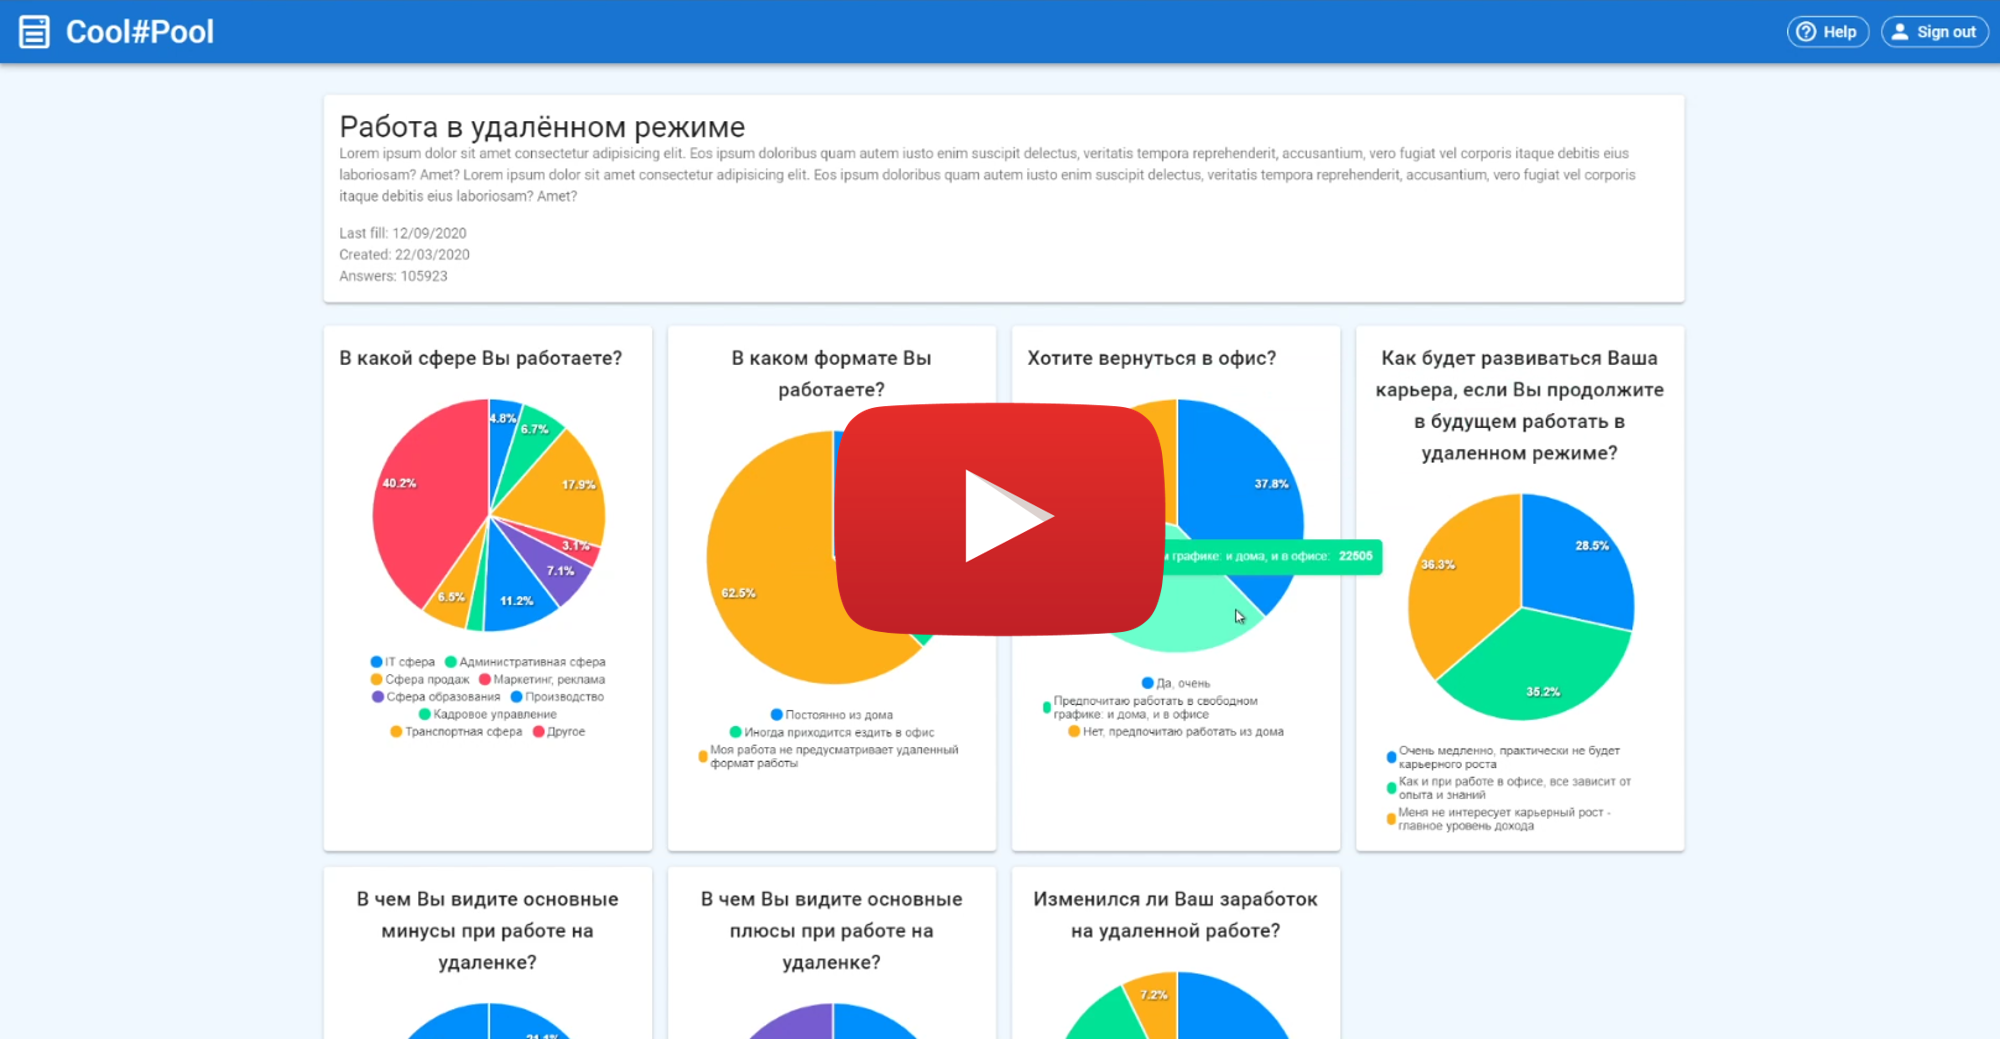 Cool#Pool
Help
Sign out
Работа в удалённом режиме
Lorem ipsum dolor sit amet consectetur adipisicing elit. Eos ipsum doloribus quam autem iusto enim suscipit delectus, veritatis tempora reprehenderit, accusantium, vero fugiat vel corporis itaque debitis eius
laboriosam? Amet? Lorem ipsum dolor sit amet consectetur adipisicing elit. Eos ipsum doloribus quam autem iusto enim suscipit delectus, veritatis tempora reprehenderit, accusantium, vero fugiat vel corporis
itaque debitis eius laboriosam? Amet?
Last fill: 12/09/2020
Created: 22/03/2020
Answers: 105923
В какой сфере Вы работаете?
4.8%
6.7%
40.2%
17.9%
3.1%
7.1%
6.5%
11.2%
IT сфера Административная сфера
Сфера продаж Маркетинг, реклама
Сфера образования Производство
Кадровое управление
Транспортная сфера Другое
В каком формате Вы
работаете?
62.5%
Постоянно из дома
Иногда приходится ездить в офис
Моя работа не предусматривает удаленный
формат работы
Хотите вернуться в офис?
37.8%
графике: и дома, и в офисе: 22505
Да, очень
Предпочитаю работать в свободном
графике: и дома, и в офисе
Нет, предпочитаю работать из дома
Как будет развиваться Ваша
карьера, если Вы продолжите
в будущем работать в
удаленном режиме?
28.5%
36.3%
35.2%
Очень медленно, практически не будет
карьерного роста
Как и при работе в офисе, все зависит от
опыта и знаний
Меня не интересует карьерный рост -
главное уровень дохода
В чем Вы видите основные
минусы при работе на
удаленке?
В чем Вы видите основные
плюсы при работе на
удаленке?
Изменился ли Ваш заработок
на удаленной работе?
7.2%